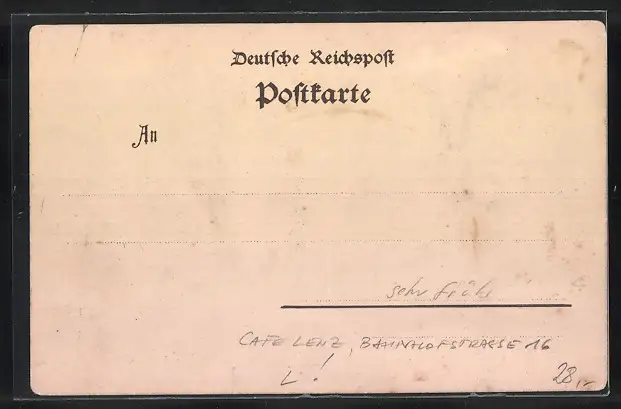 Deutsche Reichspost
Postkarte
An
sehr früh
CAFE LENZ, BAHNHOFSTRASSE 16
L!
28,-